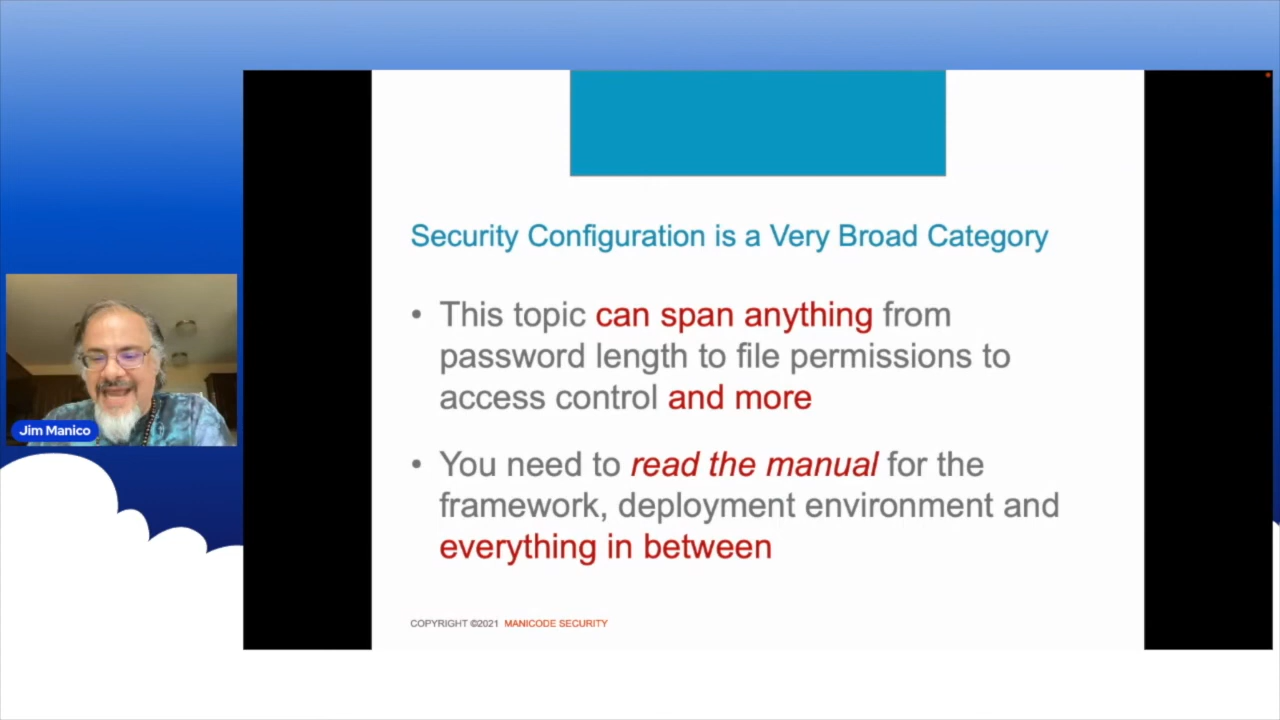 Security Configuration is a Very Broad Category
• This topic can span anything from
password length to file permissions to
access control and more
• You need to read the manual for the
framework, deployment environment and
everything in between
COPYRIGHT ©2021 MANICODE SECURITY
Jim Manico